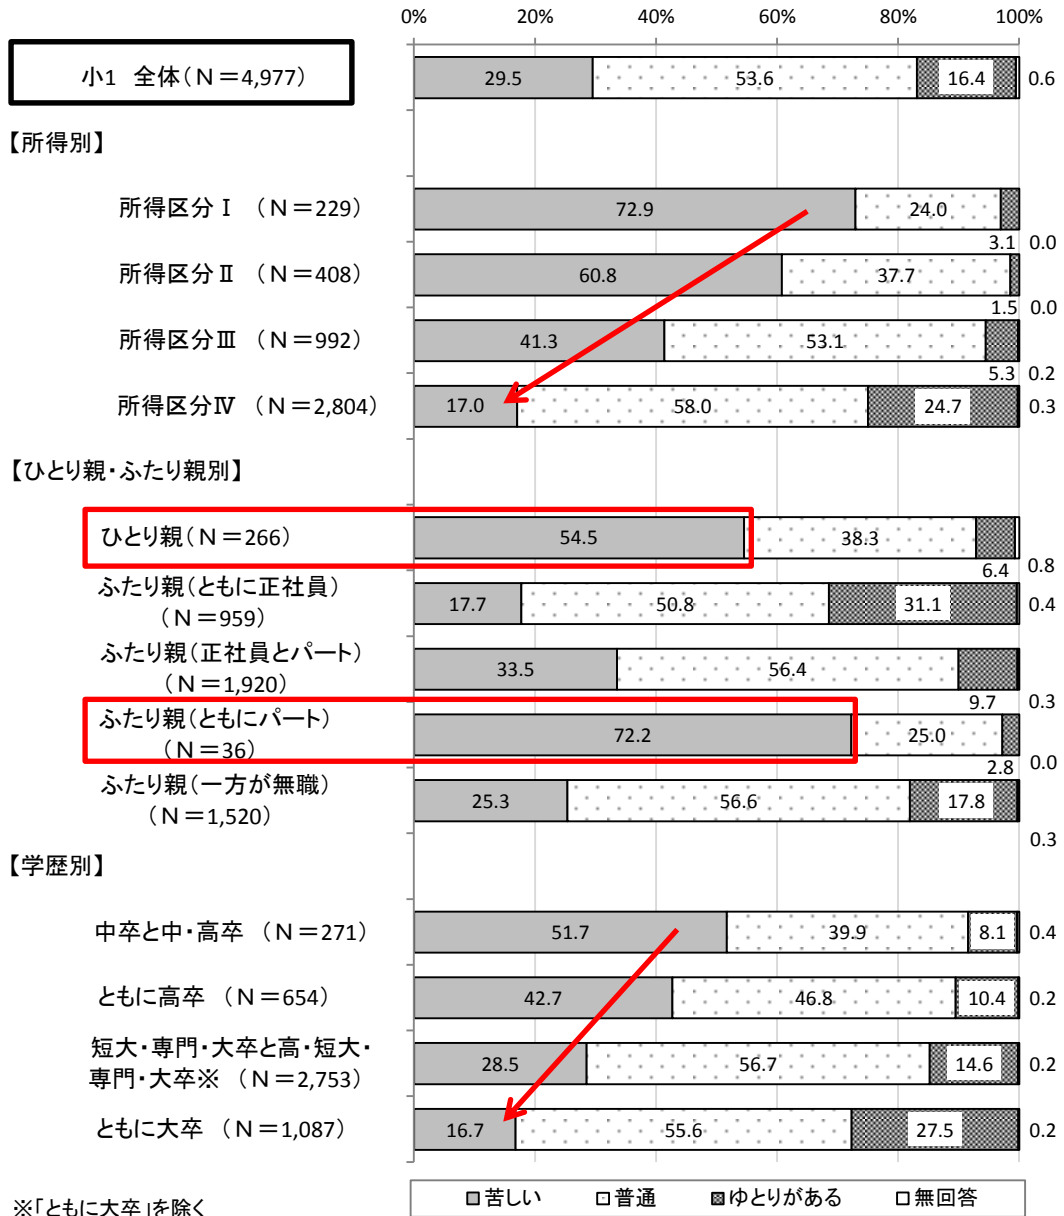 0% 20% 40% 60% 80% 100%
小1 全体(N=4,977) 29.5 53.6 16.4 0.6
【所得別】
所得区分Ⅰ (N=229) 72.9 24.0
3.1 0.0
所得区分Ⅱ (N=408) 60.8 37.7
1.5 0.0
所得区分Ⅲ (N=992) 41.3 53.1
5.3 0.2
所得区分Ⅳ (N=2,804) 17.0 58.0 24.7 0.3
【ひとり親・ふたり親別】
ひとり親(N=266) 54.5 38.3
6.4 0.8
ふたり親(ともに正社員)
(N=959) 17.7 50.8 31.1 0.4
ふたり親(正社員とパート)
(N=1,920) 33.5 56.4
9.7 0.3
ふたり親(ともにパート)
(N=36) 72.2 25.0
2.8 0.0
ふたり親(一方が無職)
(N=1,520) 25.3 56.6 17.8
0.3
【学歴別】
中卒と中・高卒 (N=271) 51.7 39.9 8.1 0.4
ともに高卒 (N=654) 42.7 46.8 10.4 0.2
短大・専門・大卒と高・短大・
専門・大卒※ (N=2,753) 28.5 56.7 14.6 0.2
ともに大卒 (N=1,087) 16.7 55.6 27.5 0.2
※「ともに大卒」を除く
苦しい 普通 ゆとりがある 無回答